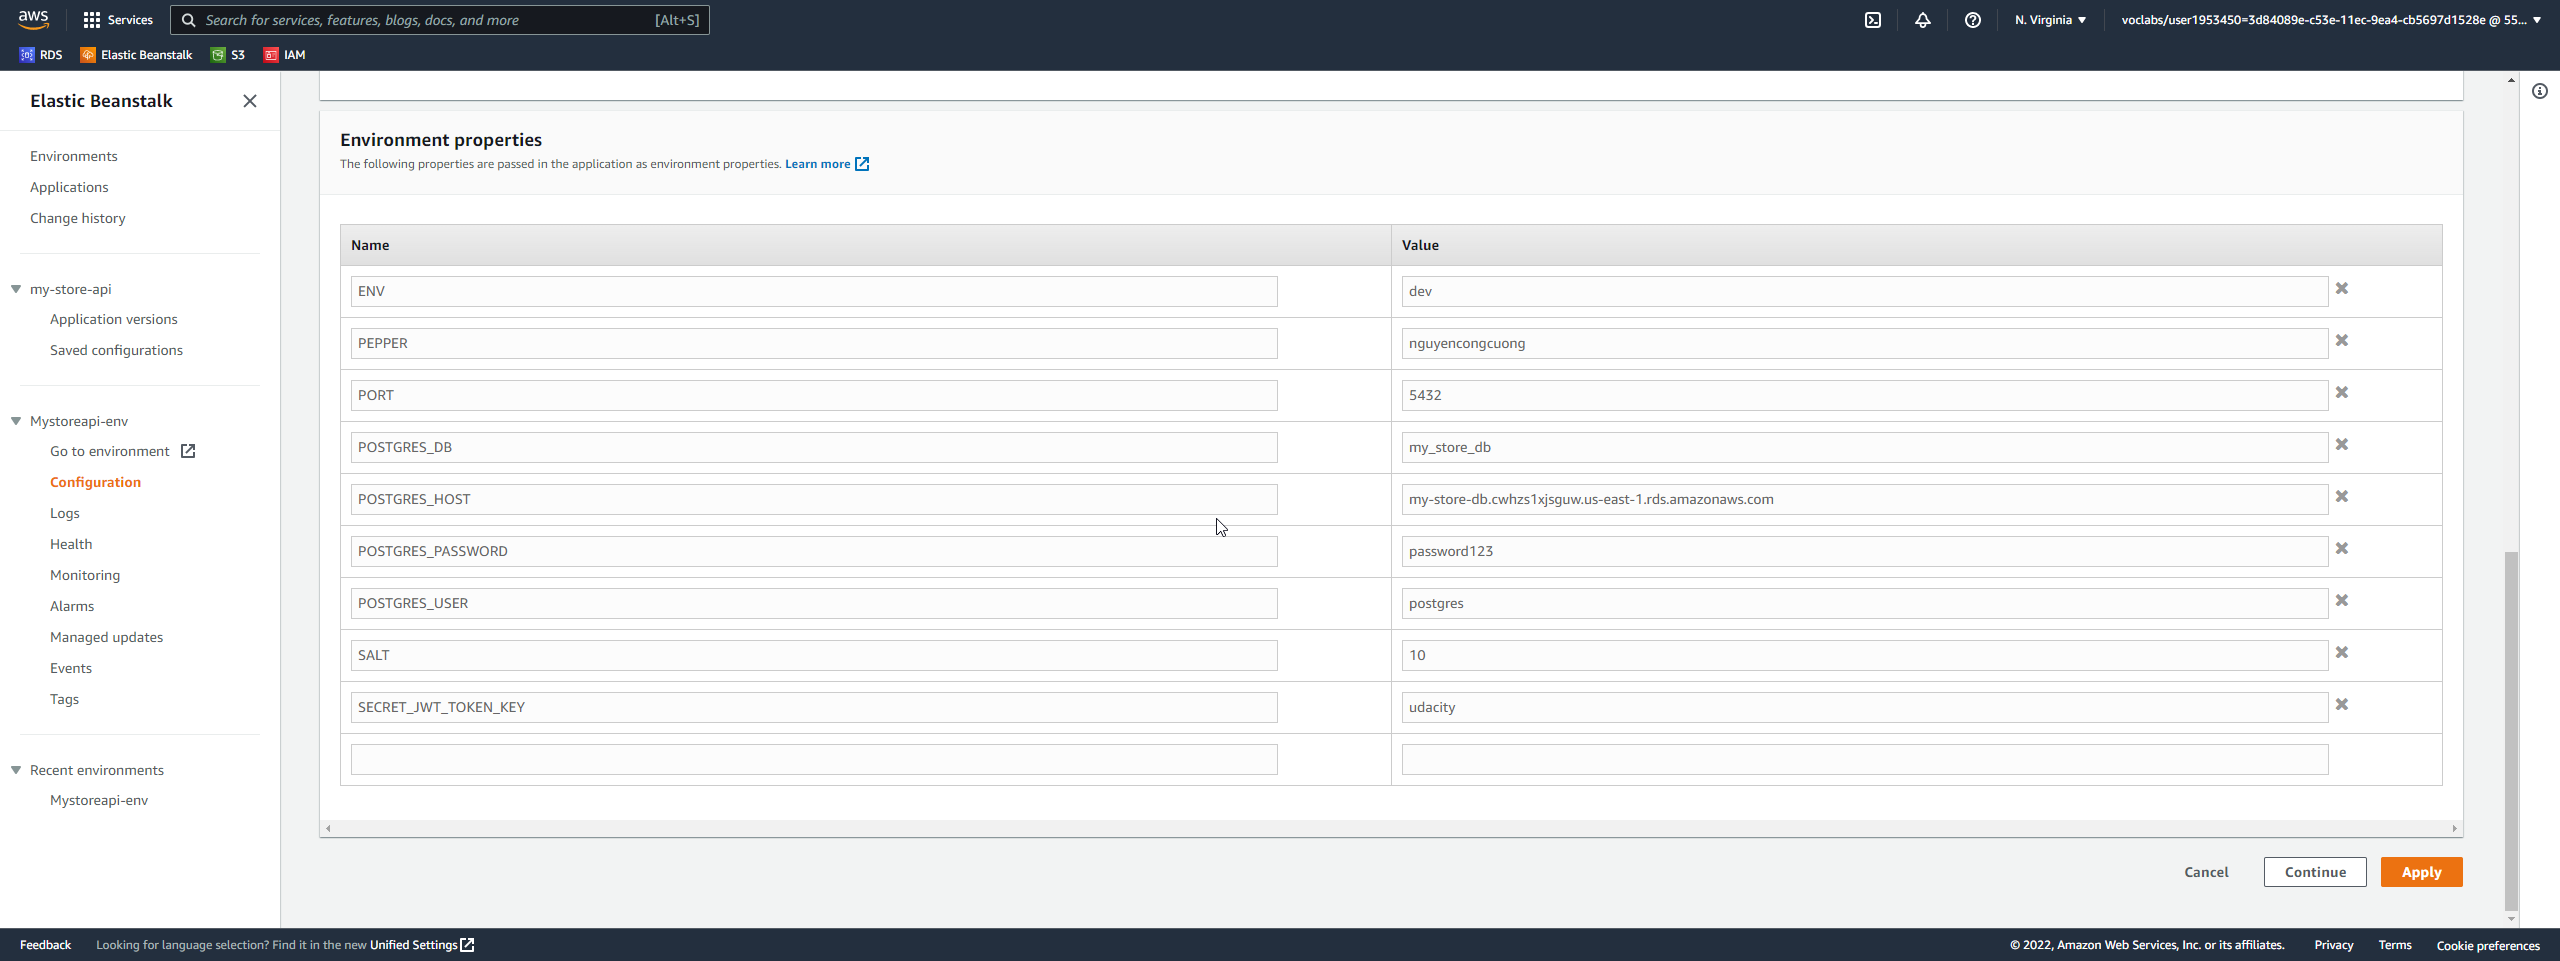 aws
Services
Search for services, features, blogs, docs, and more
[Alt+S]
N. Virginia
voclabs/user1953450=3d84089e-c53e-11ec-9ea4-cb5697d1528e @ 55...
RDS
Elastic Beanstalk
S3
IAM
Elastic Beanstalk
Environments
Applications
Change history
my-store-api
Application versions
Saved configurations
Mystoreapi-env
Go to environment
Configuration
Logs
Health
Monitoring
Alarms
Managed updates
Events
Tags
Recent environments
Mystoreapi-env
Environment properties
The following properties are passed in the application as environment properties. Learn more
Name Value
ENV dev
PEPPER nguyencongcuong
PORT 5432
POSTGRES_DB my_store_db
POSTGRES_HOST my-store-db.cwhzs1xjsguw.us-east-1.rds.amazonaws.com
POSTGRES_PASSWORD password123
POSTGRES_USER postgres
SALT 10
SECRET_JWT_TOKEN_KEY udacity
Cancel
Continue
Apply
Feedback
Looking for language selection? Find it in the new Unified Settings
© 2022, Amazon Web Services, Inc. or its affiliates.
Privacy
Terms
Cookie preferences